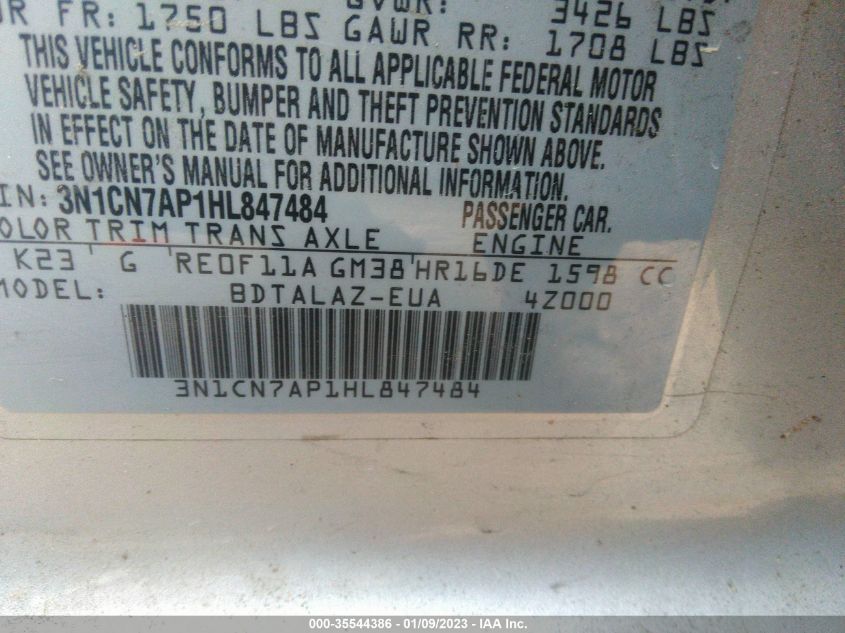 FR: 1750 LBS GAWR RR: 1708 LBS
3426 LBS
THIS VEHICLE CONFORMS TO ALL APPLICABLE FEDERAL MOTOR
VEHICLE SAFETY, BUMPER AND THEFT PREVENTION STANDARDS
IN EFFECT ON THE DATE OF MANUFACTURE SHOWN ABOVE.
SEE OWNER'S MANUAL FOR ADDITIONAL INFORMATION.
IN: 3N1CN7AP1HL847484 PASSENGER CAR.
OLOR TRIM TRANS AXLE ENGINE
K23 G RE0F11A GM38 HR16DE 1598 CC
MODEL: BDTALAZ-EUA 4Z000
3N1CN7AP1HL847484
000-35544386 | 01/09/2023 - IAA Inc.